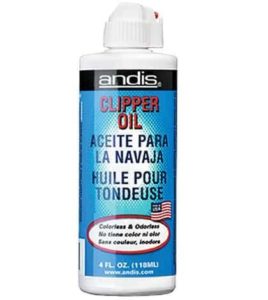 andis
CLIPPER
OIL
ACEITE PARA
LA NAVAJA
HUILE POUR
TONDEUSE
Colorless & Odorless
No tiene color ni olor
Sans couleur, inodore
4 FL. OZ. (118ML)
www.andis.com